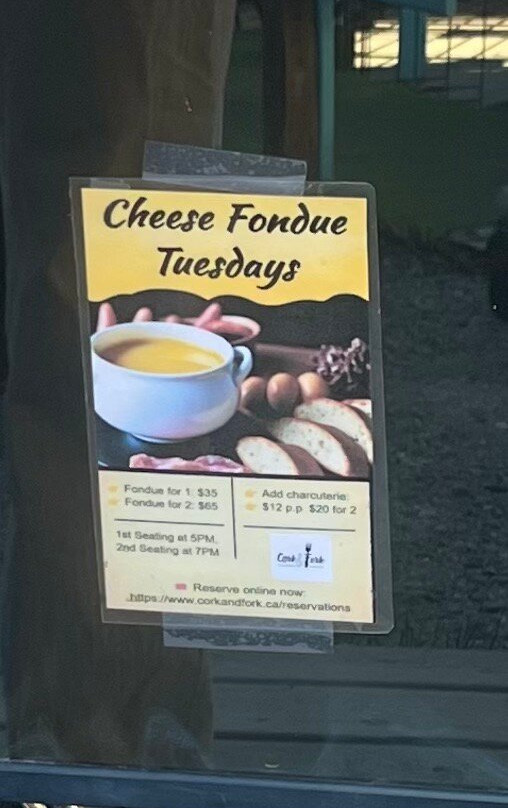 Cheese Fondue
Tuesdays
Fondue for 1: $35
Fondue for 2: $65
1st Seating at 5PM,
2nd Seating at 7PM
Add charcuterie:
$12 p.p $20 for 2
Cork Fork
Reserve online now:
https://www.corkandfork.ca/reservations